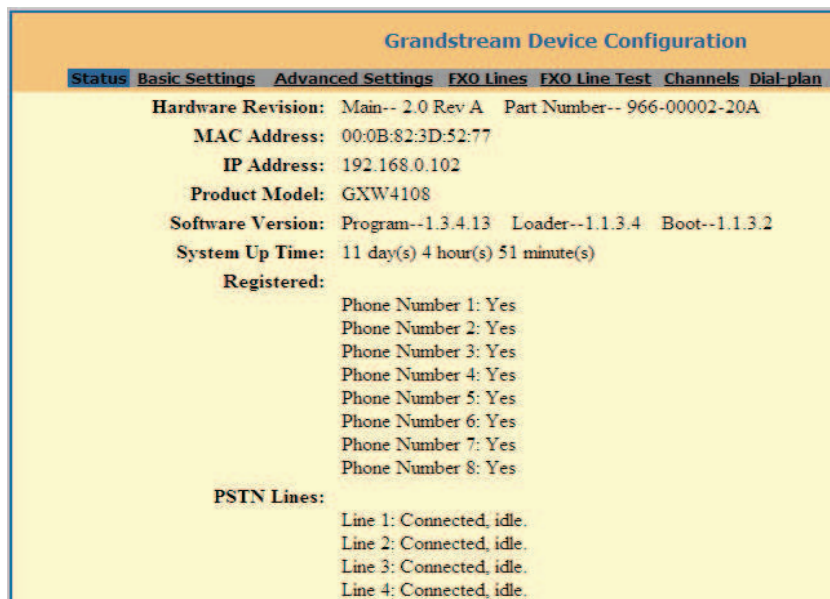 Grandstream Device Configuration
Status Basic Settings Advanced Settings FXO Lines FXO Line Test Channels Dial-plan
Hardware Revision: Main-- 2.0 Rev A Part Number-- 966-00002-20A
MAC Address: 00:0B:82:3D:52:77
IP Address: 192.168.0.102
Product Model: GXW4108
Software Version: Program--1.3.4.13 Loader--1.1.3.4 Boot--1.1.3.2
System Up Time: 11 day(s) 4 hour(s) 51 minute(s)
Registered:
Phone Number 1: Yes
Phone Number 2: Yes
Phone Number 3: Yes
Phone Number 4: Yes
Phone Number 5: Yes
Phone Number 6: Yes
Phone Number 7: Yes
Phone Number 8: Yes
PSTN Lines:
Line 1: Connected, idle.
Line 2: Connected, idle.
Line 3: Connected, idle.
Line 4: Connected, idle.